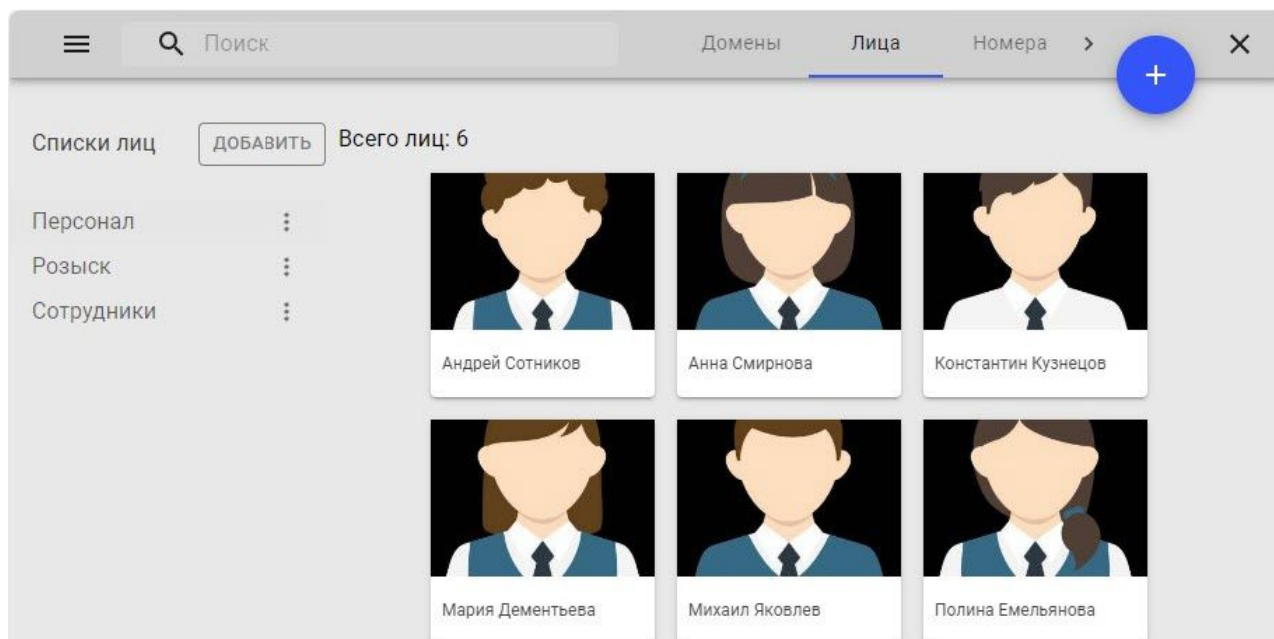 Поиск
Домены
Лица
Номера
Списки лиц
ДОБАВИТЬ
Всего лиц: 6
Персонал
Розыск
Сотрудники
Андрей Сотников
Анна Смирнова
Константин Кузнецов
Мария Дементьева
Михаил Яковлев
Полина Емельянова